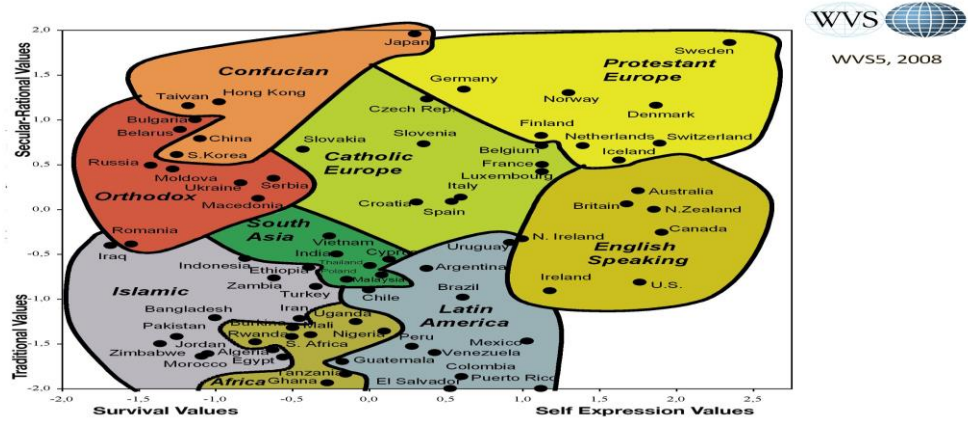 WVS
WVS5, 2008
Secular-Rational Values
Traditional Values
2,0
1,5
1,0
0,5
0,0
-0,5
-1,0
-1,5
-2,0
Japan
Sweden
Confucian
Protestant
Europe
Germany
Taiwan
Hong Kong
Czech Rep.
Norway
Denmark
Bulgaria
Belarus
Finland
China
Slovakia
Slovenia
Belgium
Netherlands
Switzerland
S.Korea
Catholic
Europe
France
Iceland
Russia
Moldova
Luxembourg
Ukraine
Serbia
Italy
Australia
Orthodox
Macedonia
Croatia
Spain
Britain
N.Zealand
South
Asia
Romania
Vietnam
Uruguay
N. Ireland
Canada
English
Speaking
Iraq
India
Indonesia
Thailand
Argentina
Ethiopia
Poland
Malaysia
Ireland
U.S.
Islamic
Zambia
Turkey
Chile
Brazil
Latin
America
Bangladesh
Iran
Uganda
Mali
Pakistan
Rwanda
Nigeria
Peru
Mexico
Zimbabwe
Jordan
S. Africa
Venezuela
Morocco
Algeria
Egypt
Guatemala
Colombia
Tanzania
Africa
Ghana
El Salvador
Puerto Rico
-2,0
-1,5
-1,0
-0,5
0,0
0,5
1,0
1,5
2,0
2,5
Survival Values
Self Expression Values